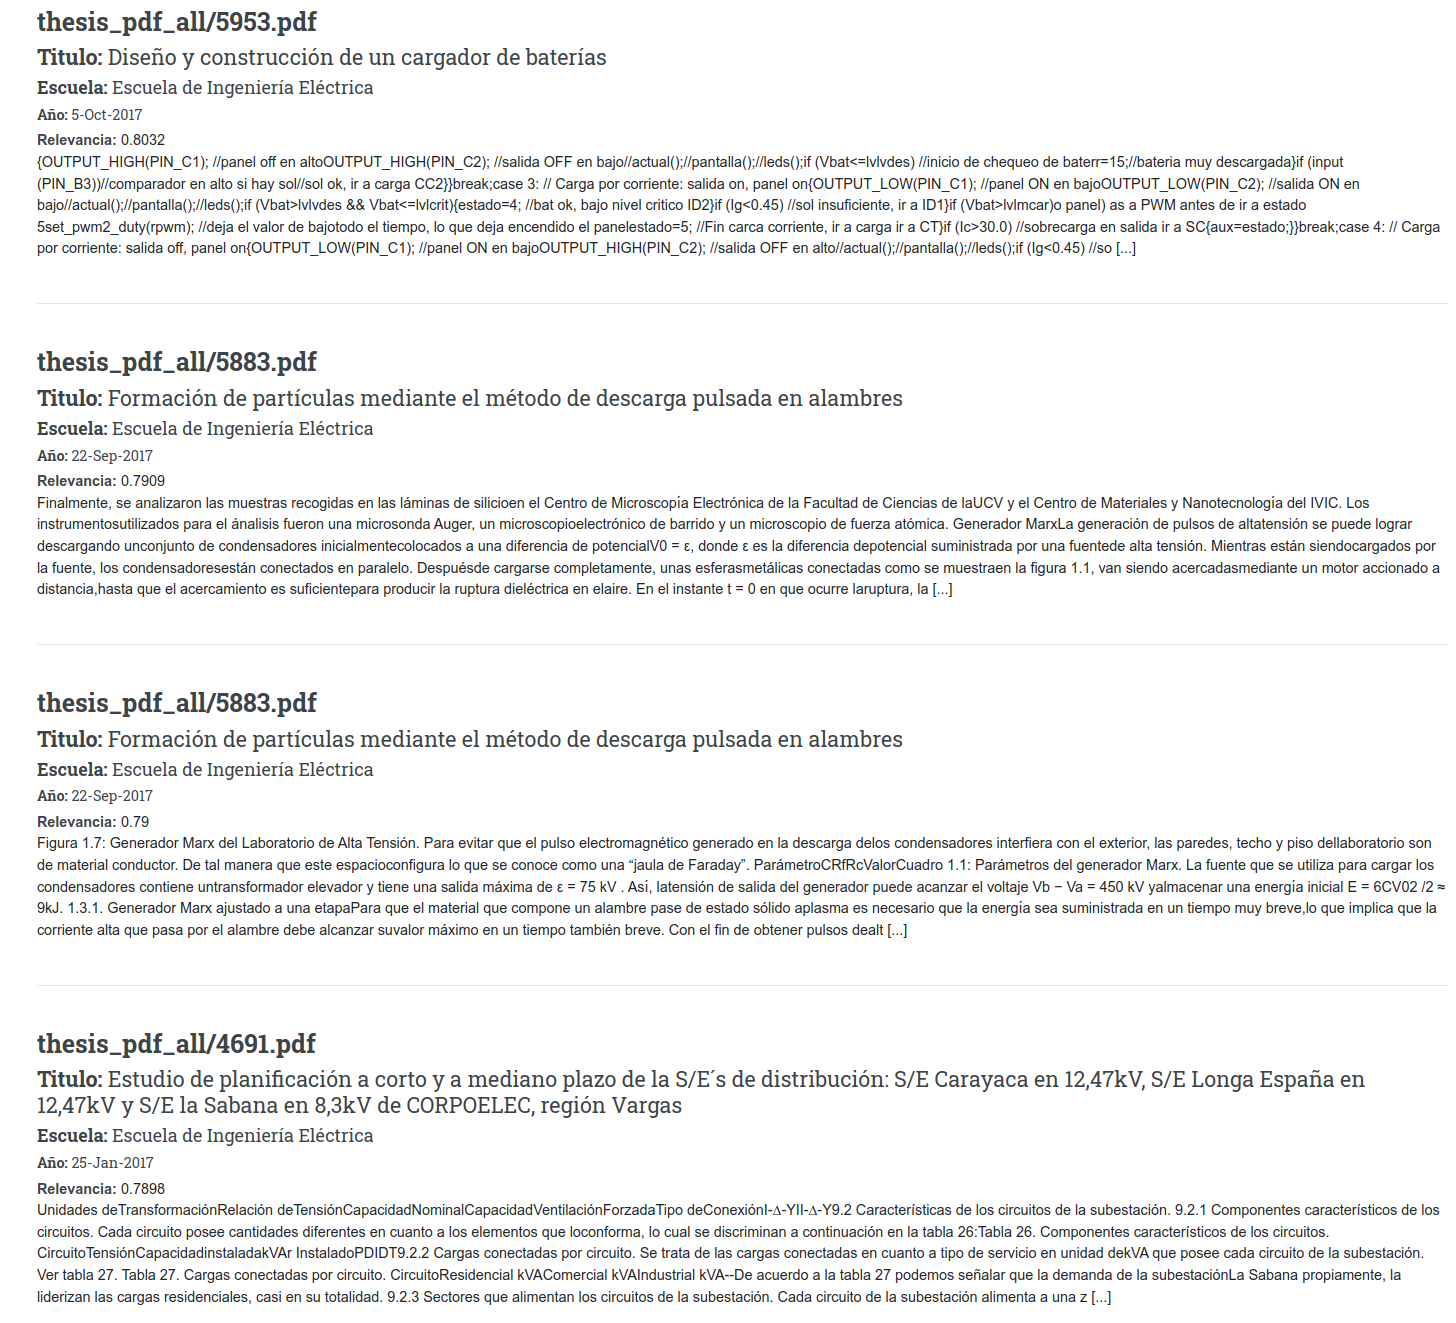 thesis_pdf_all/5953.pdf
Titulo: Diseño y construcción de un cargador de baterías
Escuela: Escuela de Ingeniería Eléctrica
Año: 5-Oct-2017
Relevancia: 0.8032
{OUTPUT_HIGH(PIN_C1); //panel off en altoOUTPUT_HIGH(PIN_C2); //salida OFF en bajo//actual();//pantalla();//leds();if (Vbat<=lvlvdes) //inicio de chequeo de baterr=15;//bateria muy descargada}if (input
(PIN_B3))//comparador en alto si hay sol//sol ok, ir a carga CC2}}break;case 3: // Carga por corriente: salida on, panel on{OUTPUT_LOW(PIN_C1); //panel ON en bajoOUTPUT_LOW(PIN_C2); //salida ON en
bajo//actual();//pantalla();//leds();if (Vbat>lvlvdes && Vbat<=lvlcrit){estado=4; //bat ok, bajo nivel critico ID2}if (Ig<0.45) //sol insuficiente, ir a ID1}if (Vbat>lvlmcar)o panel) as a PWM antes de ir a estado
5set_pwm2_duty(rpwm); //deja el valor de bajotodo el tiempo, lo que deja encendido el panelestado=5; //Fin carca corriente, ir a carga ir a CT}if (Ic>30.0) //sobrecarga en salida ir a SC{aux=estado;}}break;case 4: // Carga
por corriente: salida off, panel on{OUTPUT_LOW(PIN_C1); //panel ON en bajoOUTPUT_HIGH(PIN_C2); //salida OFF en alto//actual();//pantalla();//leds();if (Ig<0.45) //so [...]
thesis_pdf_all/5883.pdf
Titulo: Formación de partículas mediante el método de descarga pulsada en alambres
Escuela: Escuela de Ingeniería Eléctrica
Año: 22-Sep-2017
Relevancia: 0.7909
Finalmente, se analizaron las muestras recogidas en las láminas de silicioen el Centro de Microscopía Electrónica de la Facultad de Ciencias de laUCV y el Centro de Materiales y Nanotecnología del IVIC. Los
instrumentosutilizados para el ánalisis fueron una microsonda Auger, un microscopioelectrónico de barrido y un microscopio de fuerza atómica. Generador MarxLa generación de pulsos de altatensión se puede lograr
descargando unconjunto de condensadores inicialmentecolocados a una diferencia de potencialV0 = ε, donde ε es la diferencia depotencial suministrada por una fuentede alta tensión. Mientras están siendocargados por
la fuente, los condensadoresestán conectados en paralelo. Despuésde cargarse completamente, unas esferasmetálicas conectadas como se muestraen la figura 1.1, van siendo acercadasmediante un motor accionado a
distancia,hasta que el acercamiento es suficientepara producir la ruptura dieléctrica en elaire. En el instante t = 0 en que ocurre laruptura, la [...]
thesis_pdf_all/5883.pdf
Titulo: Formación de partículas mediante el método de descarga pulsada en alambres
Escuela: Escuela de Ingeniería Eléctrica
Año: 22-Sep-2017
Relevancia: 0.79
Figura 1.7: Generador Marx del Laboratorio de Alta Tensión. Para evitar que el pulso electromagnético generado en la descarga delos condensadores interfiera con el exterior, las paredes, techo y piso dellaboratorio son
de material conductor. De tal manera que este espacioconfigura lo que se conoce como una “jaula de Faraday”. ParámetroCRfRcValorCuadro 1.1: Parámetros del generador Marx. La fuente que se utiliza para cargar los
condensadores contiene untransformador elevador y tiene una salida máxima de ε = 75 kV . Así, latensión de salida del generador puede acanzar el voltaje Vb − Va = 450 kV yalmacenar una energía inicial E = 6CV02 /2 ≈
9kJ. 1.3.1. Generador Marx ajustado a una etapaPara que el material que compone un alambre pase de estado sólido aplasma es necesario que la energía sea suministrada en un tiempo muy breve,lo que implica que la
corriente alta que pasa por el alambre debe alcanzar suvalor máximo en un tiempo también breve. Con el fin de obtener pulsos dealt [...]
thesis_pdf_all/4691.pdf
Titulo: Estudio de planificación a corto y a mediano plazo de la S/E´s de distribución: S/E Carayaca en 12,47kV, S/E Longa España en
12,47kV y S/E la Sabana en 8,3kV de CORPOELEC, región Vargas
Escuela: Escuela de Ingeniería Eléctrica
Año: 25-Jan-2017
Relevancia: 0.7898
Unidades deTransformaciónRelación deTensiónCapacidadNominalCapacidadVentilaciónForzadaTipo deConexiónI-∆-YII-∆-Y9.2 Características de los circuitos de la subestación. 9.2.1 Componentes característicos de los
circuitos. Cada circuito posee cantidades diferentes en cuanto a los elementos que loconforma, lo cual se discriminan a continuación en la tabla 26:Tabla 26. Componentes característicos de los circuitos.
CircuitoTensiónCapacidadinstaladakVAr InstaladoPDIDT9.2.2 Cargas conectadas por circuito. Se trata de las cargas conectadas en cuanto a tipo de servicio en unidad dekVA que posee cada circuito de la subestación.
Ver tabla 27. Tabla 27. Cargas conectadas por circuito. CircuitoResidencial kVAComercial kVAIndustrial kVA--De acuerdo a la tabla 27 podemos señalar que la demanda de la subestaciónLa Sabana propiamente, la
liderizan las cargas residenciales, casi en su totalidad. 9.2.3 Sectores que alimentan los circuitos de la subestación. Cada circuito de la subestación alimenta a una z [...]